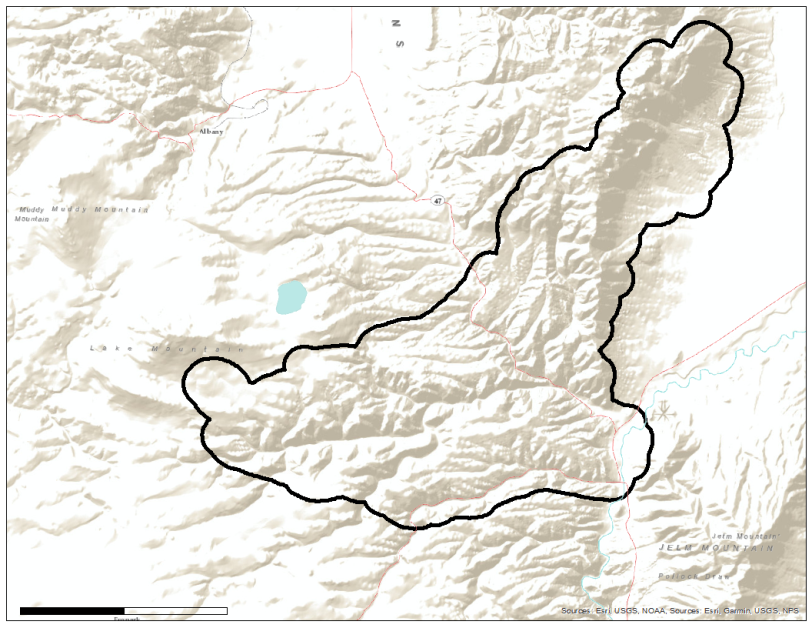 N
S
Albany
47
Muddy
Mountain
Muddy Mountain
Lake Mountain
Jelm Mountain
JELM MOUNTAIN
Sources: Esri, USGS, NOAA, Sources: Esri, Garmin, USGS, NPS